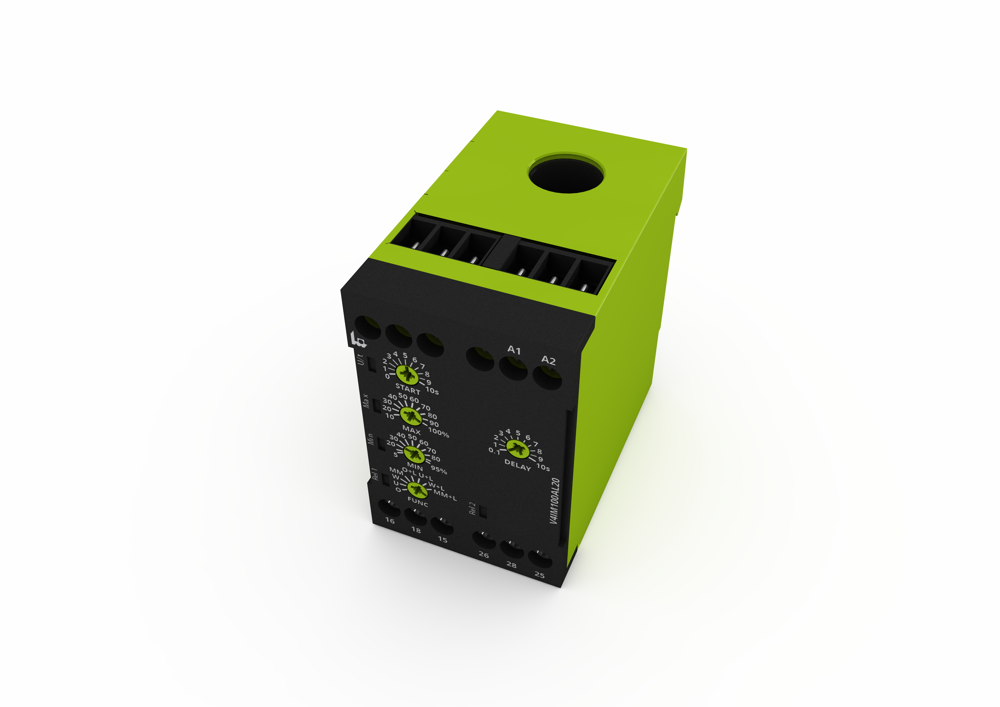 A1
A2
U/t
0 1 2 3 4 5 6 7 8 9 10s
START
Max
10 20 30 40 50 60 70 80 90 100%
MAX
Min
5 20 30 40 50 60 70 80 95%
MIN
0.1 1 2 3 4 5 6 7 8 9 10s
DELAY
Rel 1
O U W MM O+L U+L W+L MM+L
FUNC
Rel 2
V4IM100AL20
16
18
15
26
28
25